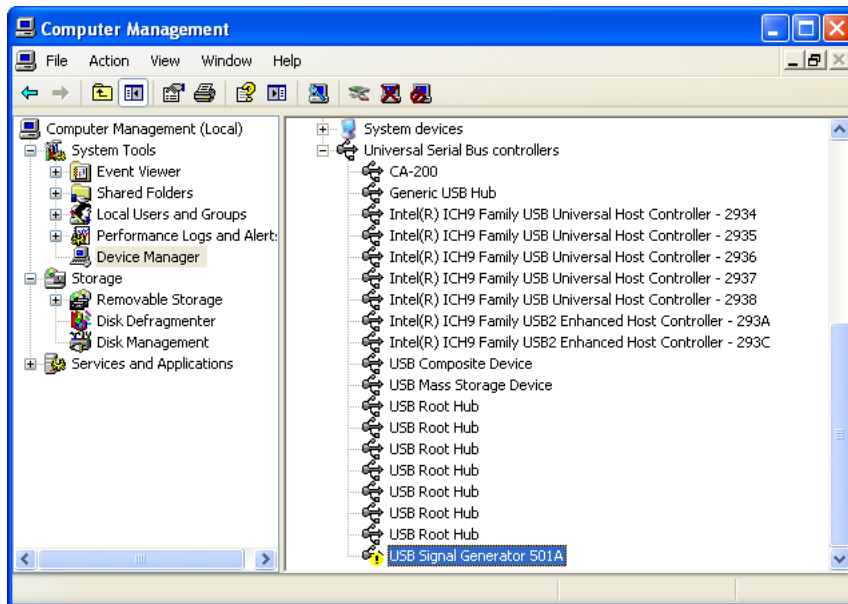 Computer Management
File Action View Window Help
Computer Management (Local)
System Tools
Event Viewer
Shared Folders
Local Users and Groups
Performance Logs and Alert
Device Manager
Storage
Removable Storage
Disk Defragmenter
Disk Management
Services and Applications
System devices
Universal Serial Bus controllers
CA-200
Generic USB Hub
Intel(R) ICH9 Family USB Universal Host Controller - 2934
Intel(R) ICH9 Family USB Universal Host Controller - 2935
Intel(R) ICH9 Family USB Universal Host Controller - 2936
Intel(R) ICH9 Family USB Universal Host Controller - 2937
Intel(R) ICH9 Family USB Universal Host Controller - 2938
Intel(R) ICH9 Family USB2 Enhanced Host Controller - 293A
Intel(R) ICH9 Family USB2 Enhanced Host Controller - 293C
USB Composite Device
USB Mass Storage Device
USB Root Hub
USB Root Hub
USB Root Hub
USB Root Hub
USB Root Hub
USB Root Hub
USB Root Hub
USB Signal Generator 501A